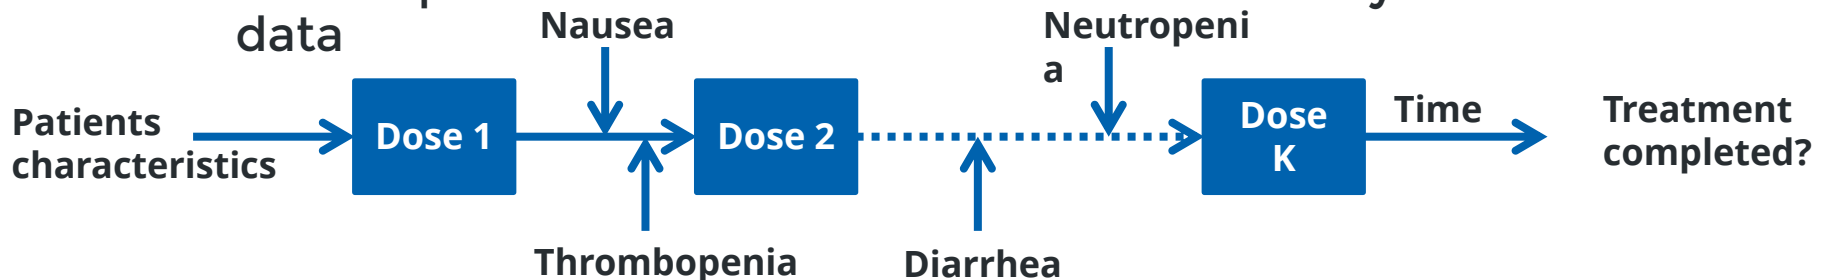 data
Nausea
Neutropeni
a
Patients
characteristics
Dose 1
Dose 2
Dose
K
Time
Treatment
completed?
Thrombopenia
Diarrhea